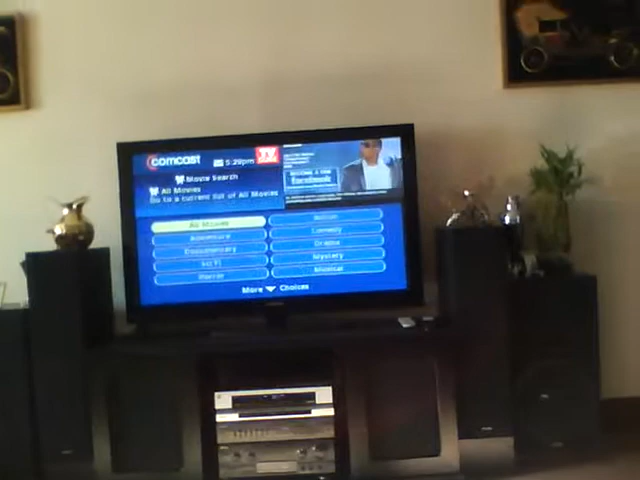 comcast 5:29pm TV
Movie Search
All Movies
Go to a current list of All Movies
facebook
All Movies Action
Adventure Comedy
Documentary Drama
Sci Fi Mystery
Horror Musical
More Choices